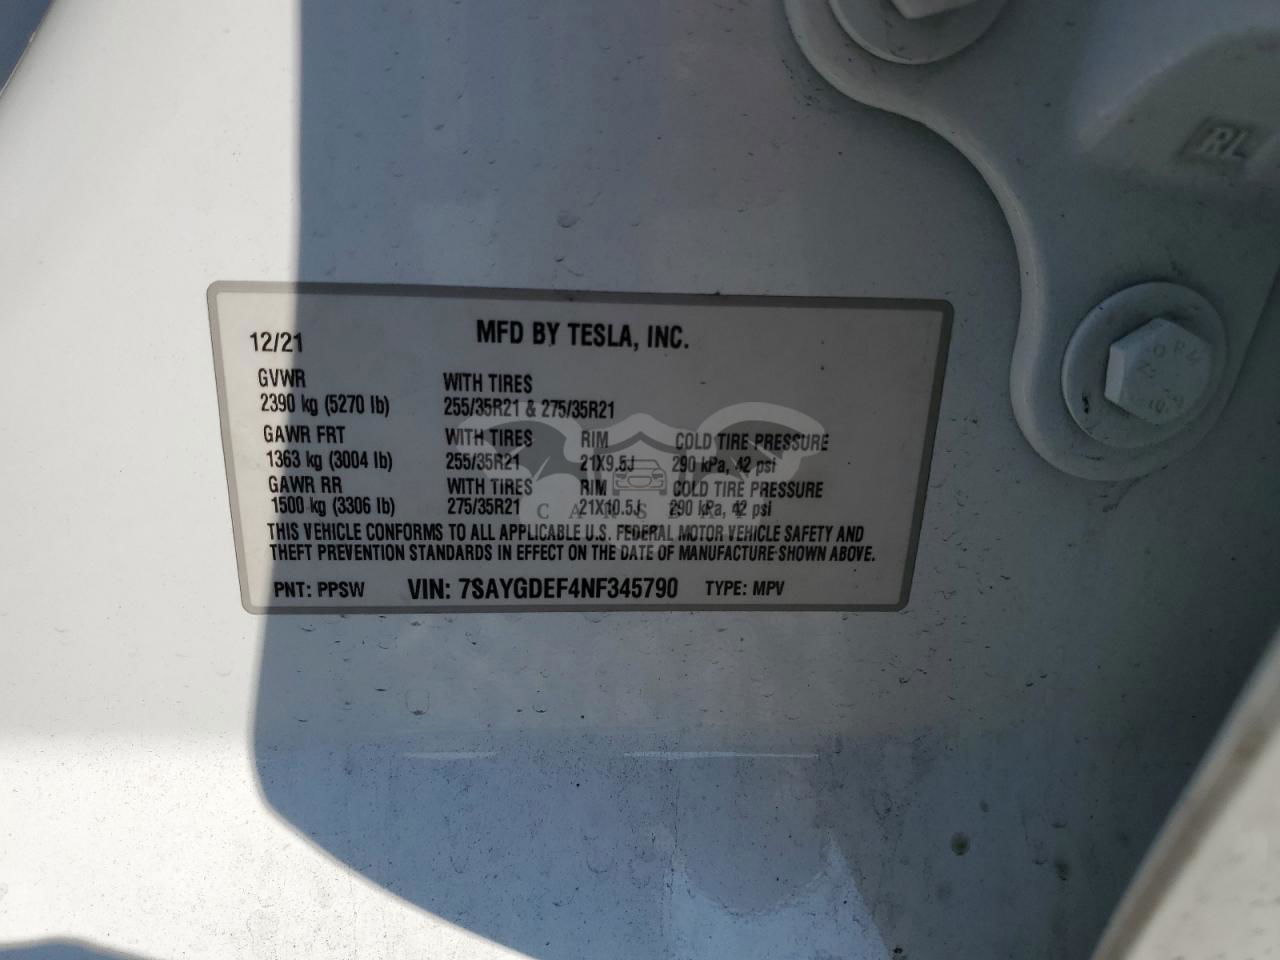 RL
12/21 MFD BY TESLA, INC.
GVWR WITH TIRES
2390 kg (5270 lb) 255/35R21 & 275/35R21
GAWR FRT WITH TIRES RIM COLD TIRE PRESSURE
1363 kg (3004 lb) 255/35R21 21X9.5J 290 kPa, 42 psi
GAWR RR WITH TIRES RIM COLD TIRE PRESSURE
1500 kg (3306 lb) 275/35R21 21X10.5J 290 kPa, 42 psi
THIS VEHICLE CONFORMS TO ALL APPLICABLE U.S. FEDERAL MOTOR VEHICLE SAFETY AND
THEFT PREVENTION STANDARDS IN EFFECT ON THE DATE OF MANUFACTURE SHOWN ABOVE.
PNT: PPSW VIN: 7SAYGDEF4NF345790 TYPE: MPV